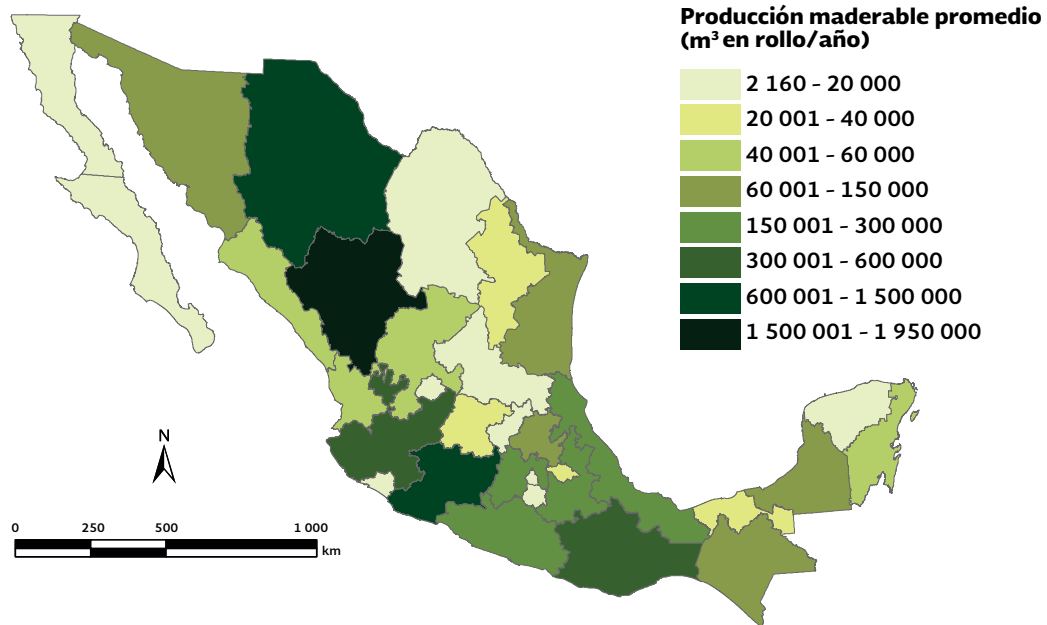 Producción maderable promedio
(m³ en rollo/año)
2 160 - 20 000
20 001 - 40 000
40 001 - 60 000
60 001 - 150 000
150 001 - 300 000
300 001 - 600 000
600 001 - 1 500 000
1 500 001 - 1 950 000
N
0 250 500 1 000
km